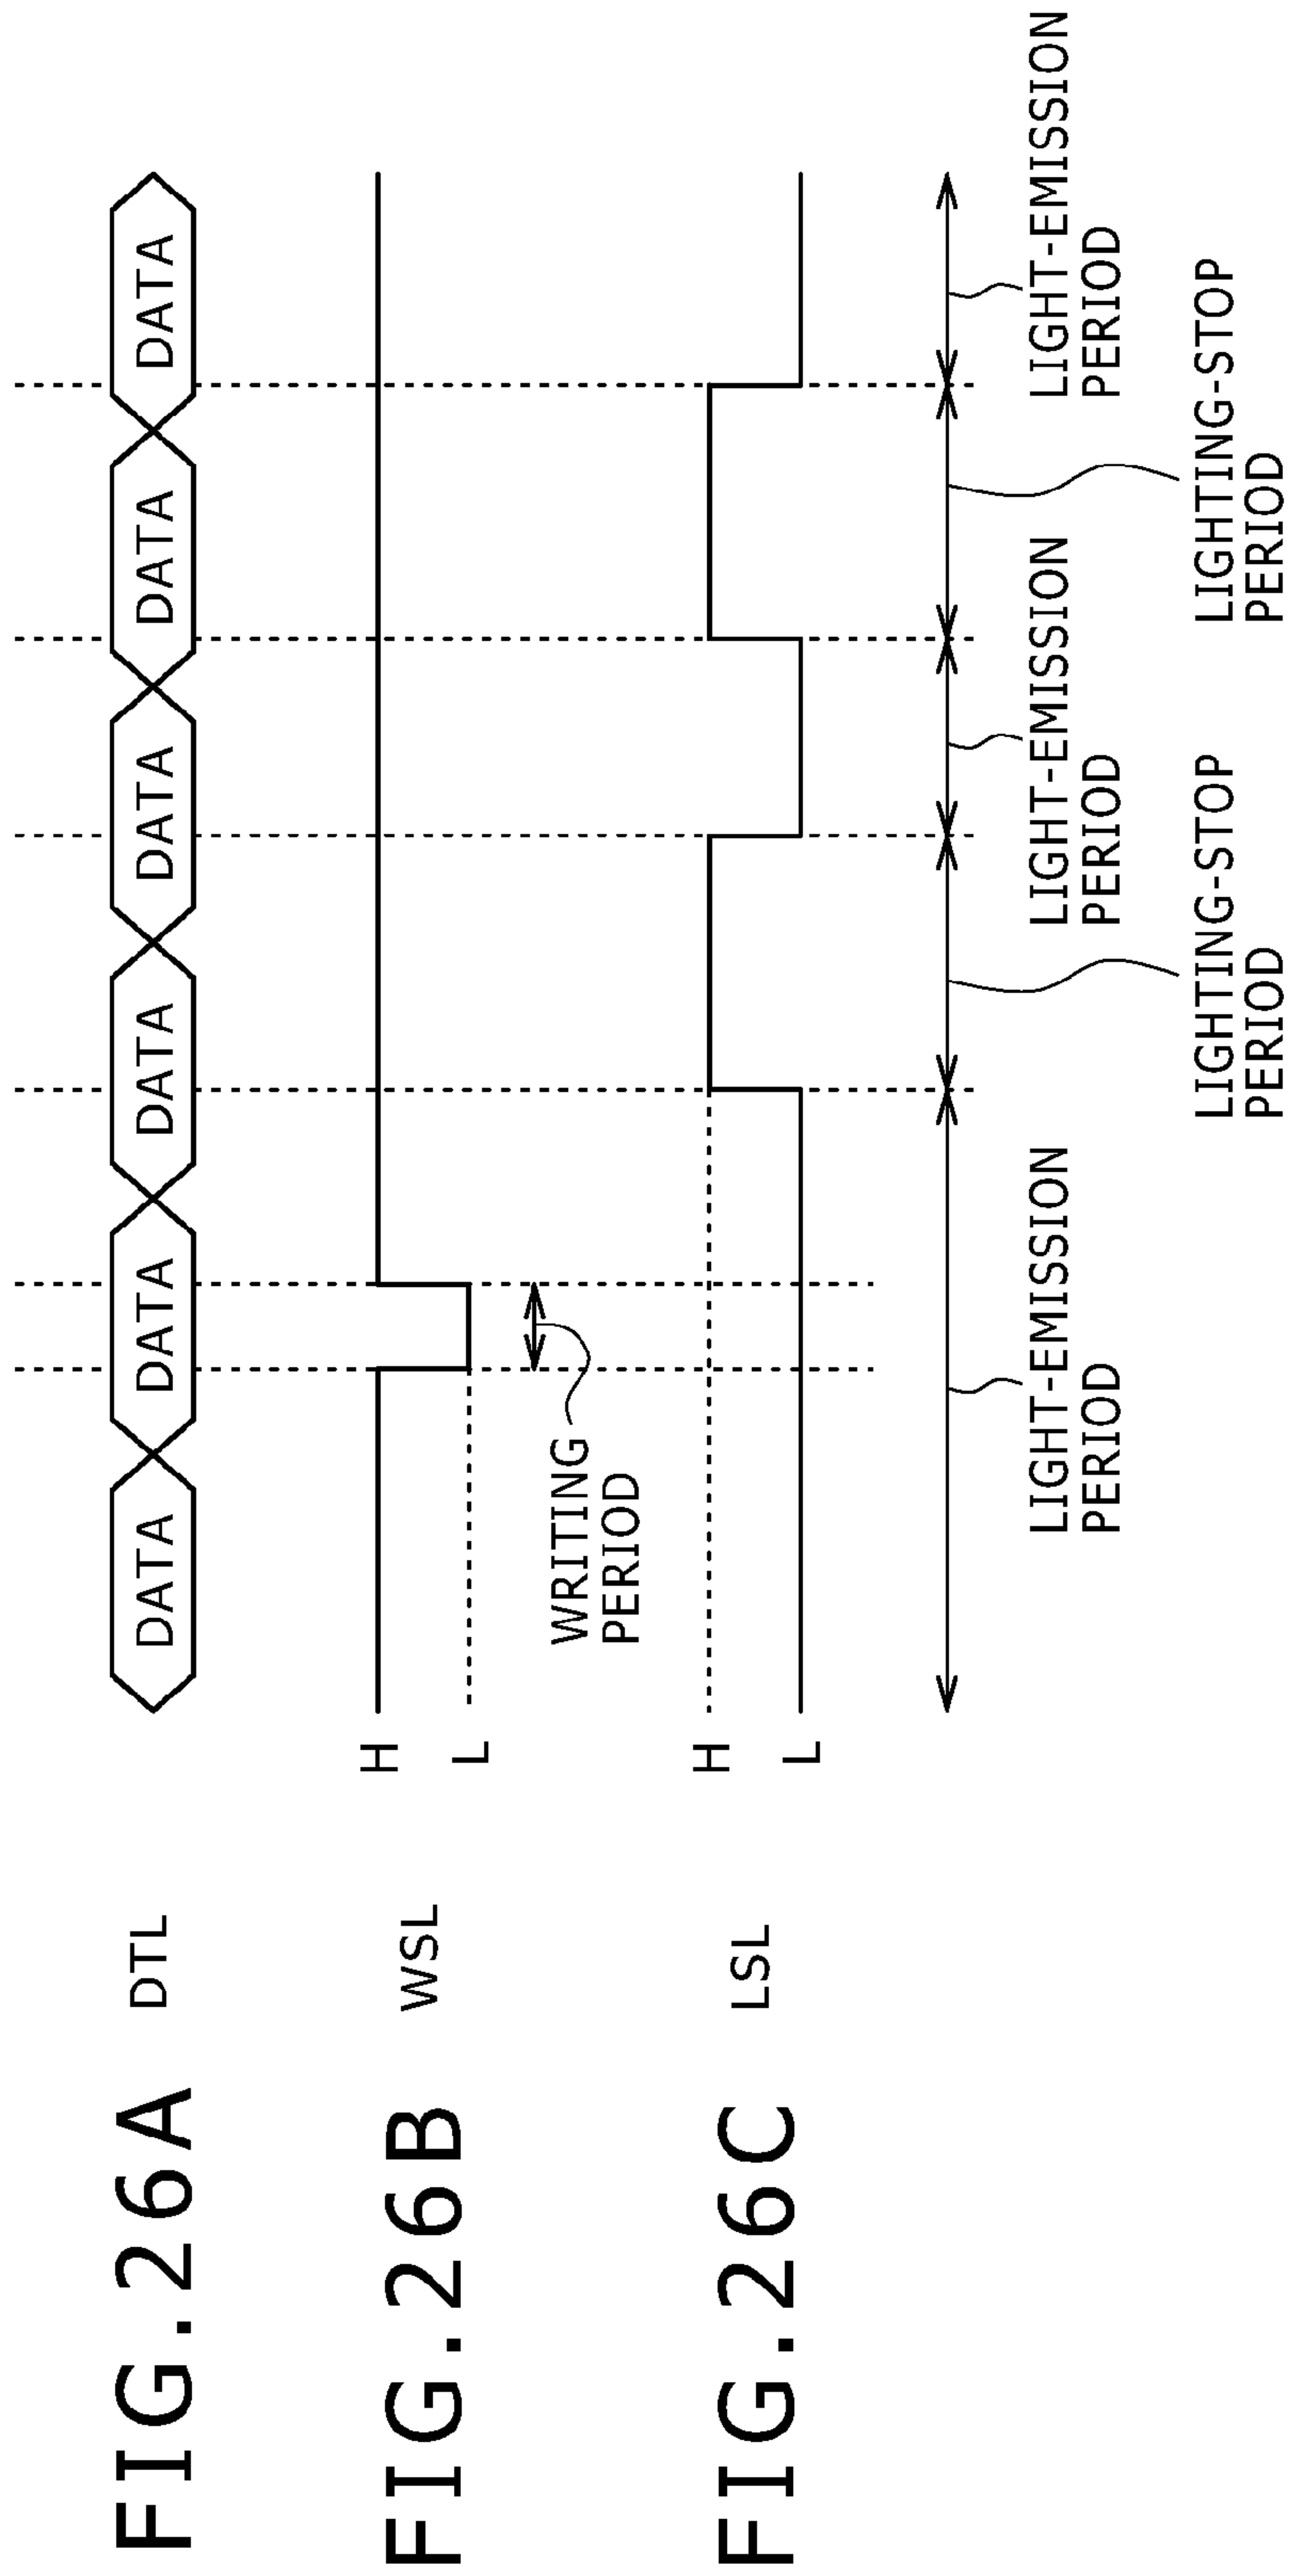 FIG.26A DTL
DATA DATA DATA DATA DATA DATA
FIG.26B WSL
H
L
WRITING
PERIOD
FIG.26C LSL
H
L
LIGHT-EMISSION
PERIOD
LIGHT-EMISSION
PERIOD
LIGHT-EMISSION
PERIOD
LIGHTING-STOP
PERIOD
LIGHTING-STOP
PERIOD